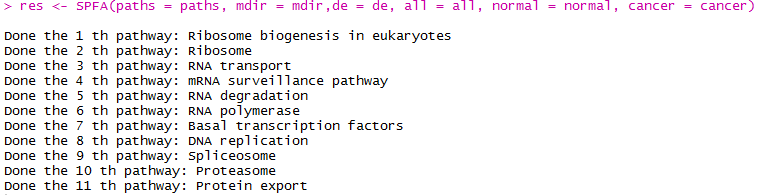 > res <- SPFA(paths = paths, mdir = mdir,de = de, all = all, normal = normal, cancer = cancer)
Done the 1 th pathway: Ribosome biogenesis in eukaryotes
Done the 2 th pathway: Ribosome
Done the 3 th pathway: RNA transport
Done the 4 th pathway: mRNA surveillance pathway
Done the 5 th pathway: RNA degradation
Done the 6 th pathway: RNA polymerase
Done the 7 th pathway: Basal transcription factors
Done the 8 th pathway: DNA replication
Done the 9 th pathway: Spliceosome
Done the 10 th pathway: Proteasome
Done the 11 th pathway: Protein export